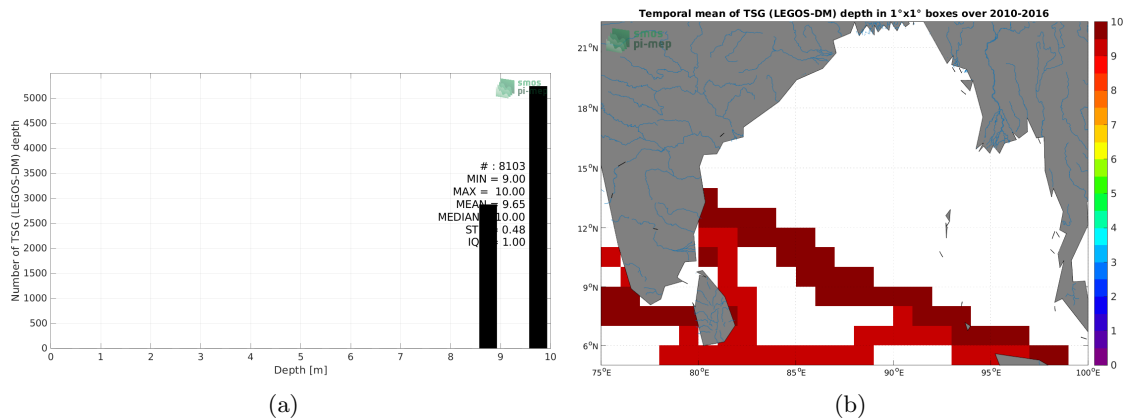 smos
pi-mep
Number of TSG (LEGOS-DM) depth
5000
4500
4000
3500
3000
2500
2000
1500
1000
500
0
# : 8103
MIN = 9.00
MAX = 10.00
MEAN = 9.65
MEDIAN = 10.00
= 0.48
= 1.00
0 1 2 3 4 5 6 7 8 9 10
Depth [m]
(a)
Temporal mean of TSG (LEGOS-DM) depth in 1°x1° boxes over 2010-2016
smos
pi-mep
21°N
18°N
15°N
12°N
9°N
6°N
75°E 80°E 85°E 90°E 95°E 100°E
10
9
8
7
6
5
4
3
2
1
0
(b)